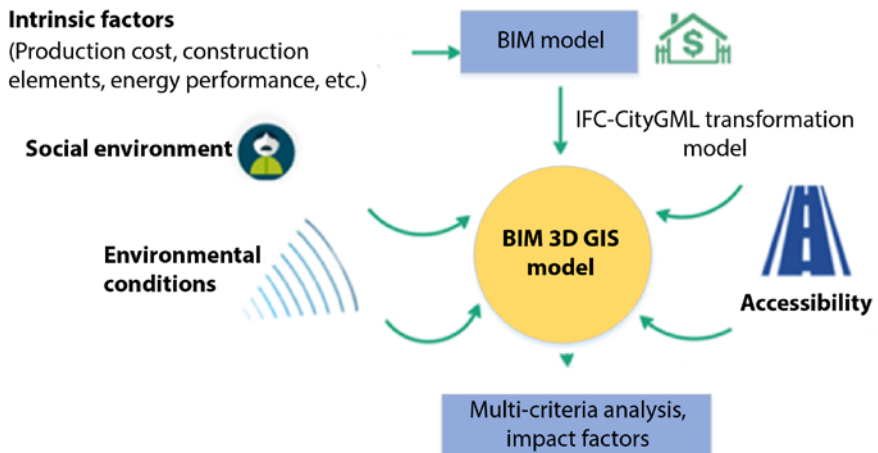 Intrinsic factors
(Production cost, construction
elements, energy performance, etc.)
BIM model
$
IFC-CityGML transformation
model
Social environment
Environmental
conditions
BIM 3D GIS
model
Accessibility
Multi-criteria analysis,
impact factors